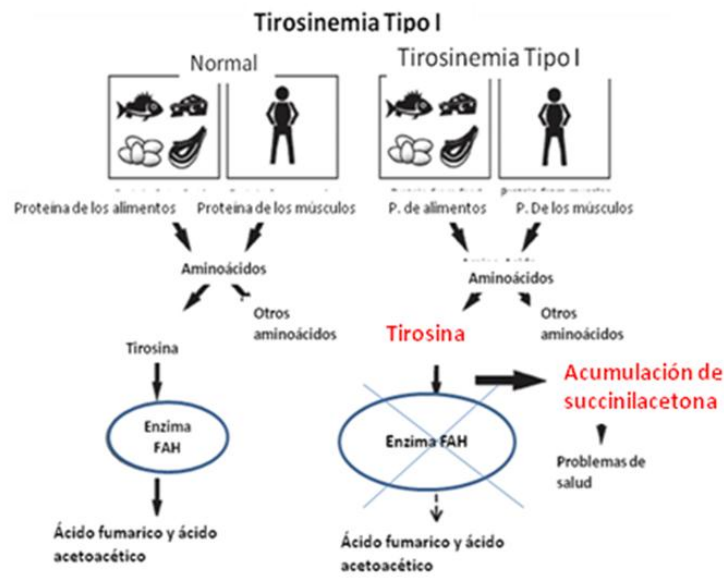 Tirosinemia Tipo I
Normal
Tirosinemia Tipo I
Proteína de los alimentos
Proteína de los músculos
P. de alimentos
P. De los músculos
Aminoácidos
Otros
aminoácidos
Tirosina
Enzima
FAH
Ácido fumarico y ácido
acetoacético
Aminoácidos
Otros
aminoácidos
Tirosina
Acumulación de
succinilacetona
Enzima FAH
Problemas de
salud
Ácido fumarico y ácido
acetoacético